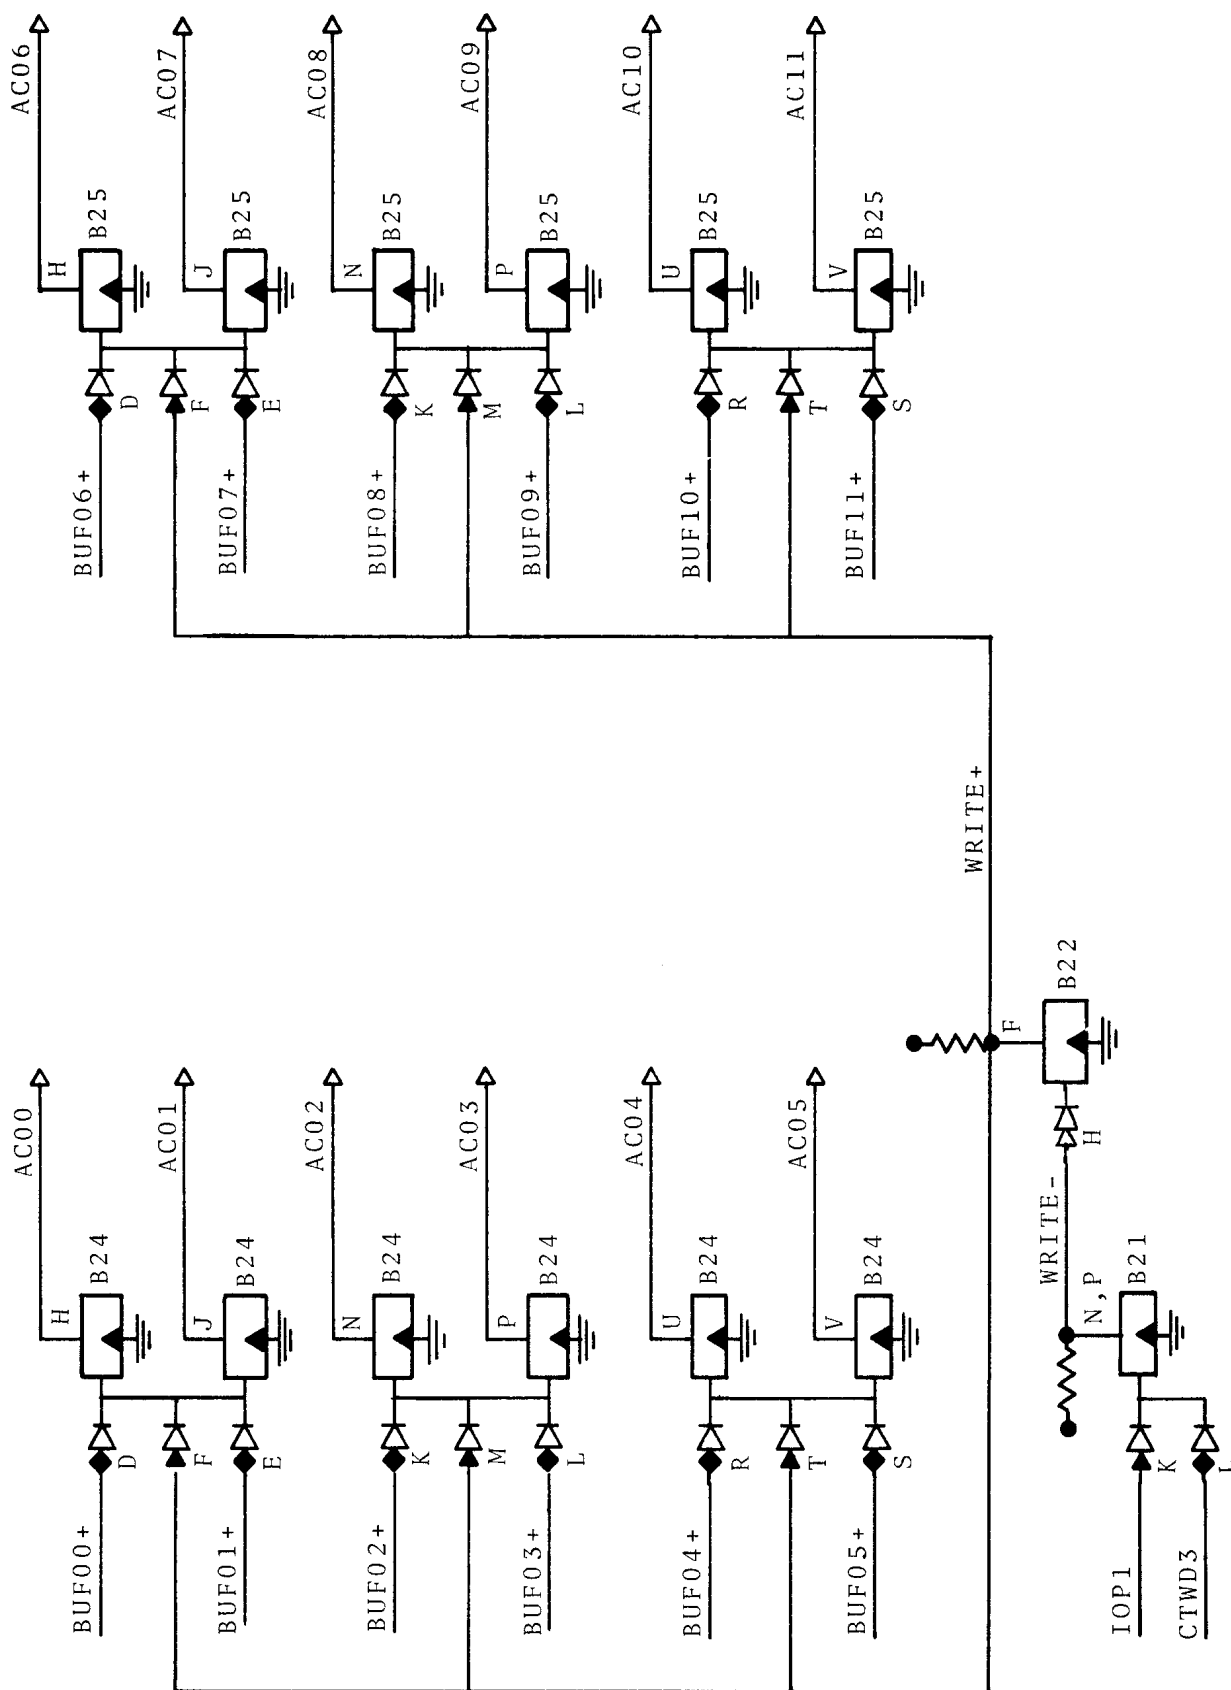 AC00
H
B24
BUF00+
D
F
AC01
J
B24
BUF01+
E
AC02
N
B24
BUF02+
K
M
AC03
P
B24
BUF03+
L
AC04
U
B24
BUF04+
R
T
AC05
V
B24
BUF05+
S
AC06
H
B25
BUF06+
D
F
AC07
J
B25
BUF07+
E
AC08
N
B25
BUF08+
K
M
AC09
P
B25
BUF09+
L
AC10
U
B25
BUF10+
R
T
AC11
V
B25
BUF11+
S
WRITE+
F
B22
H
WRITE-
N,P
B21
IOP1
K
CTWD3